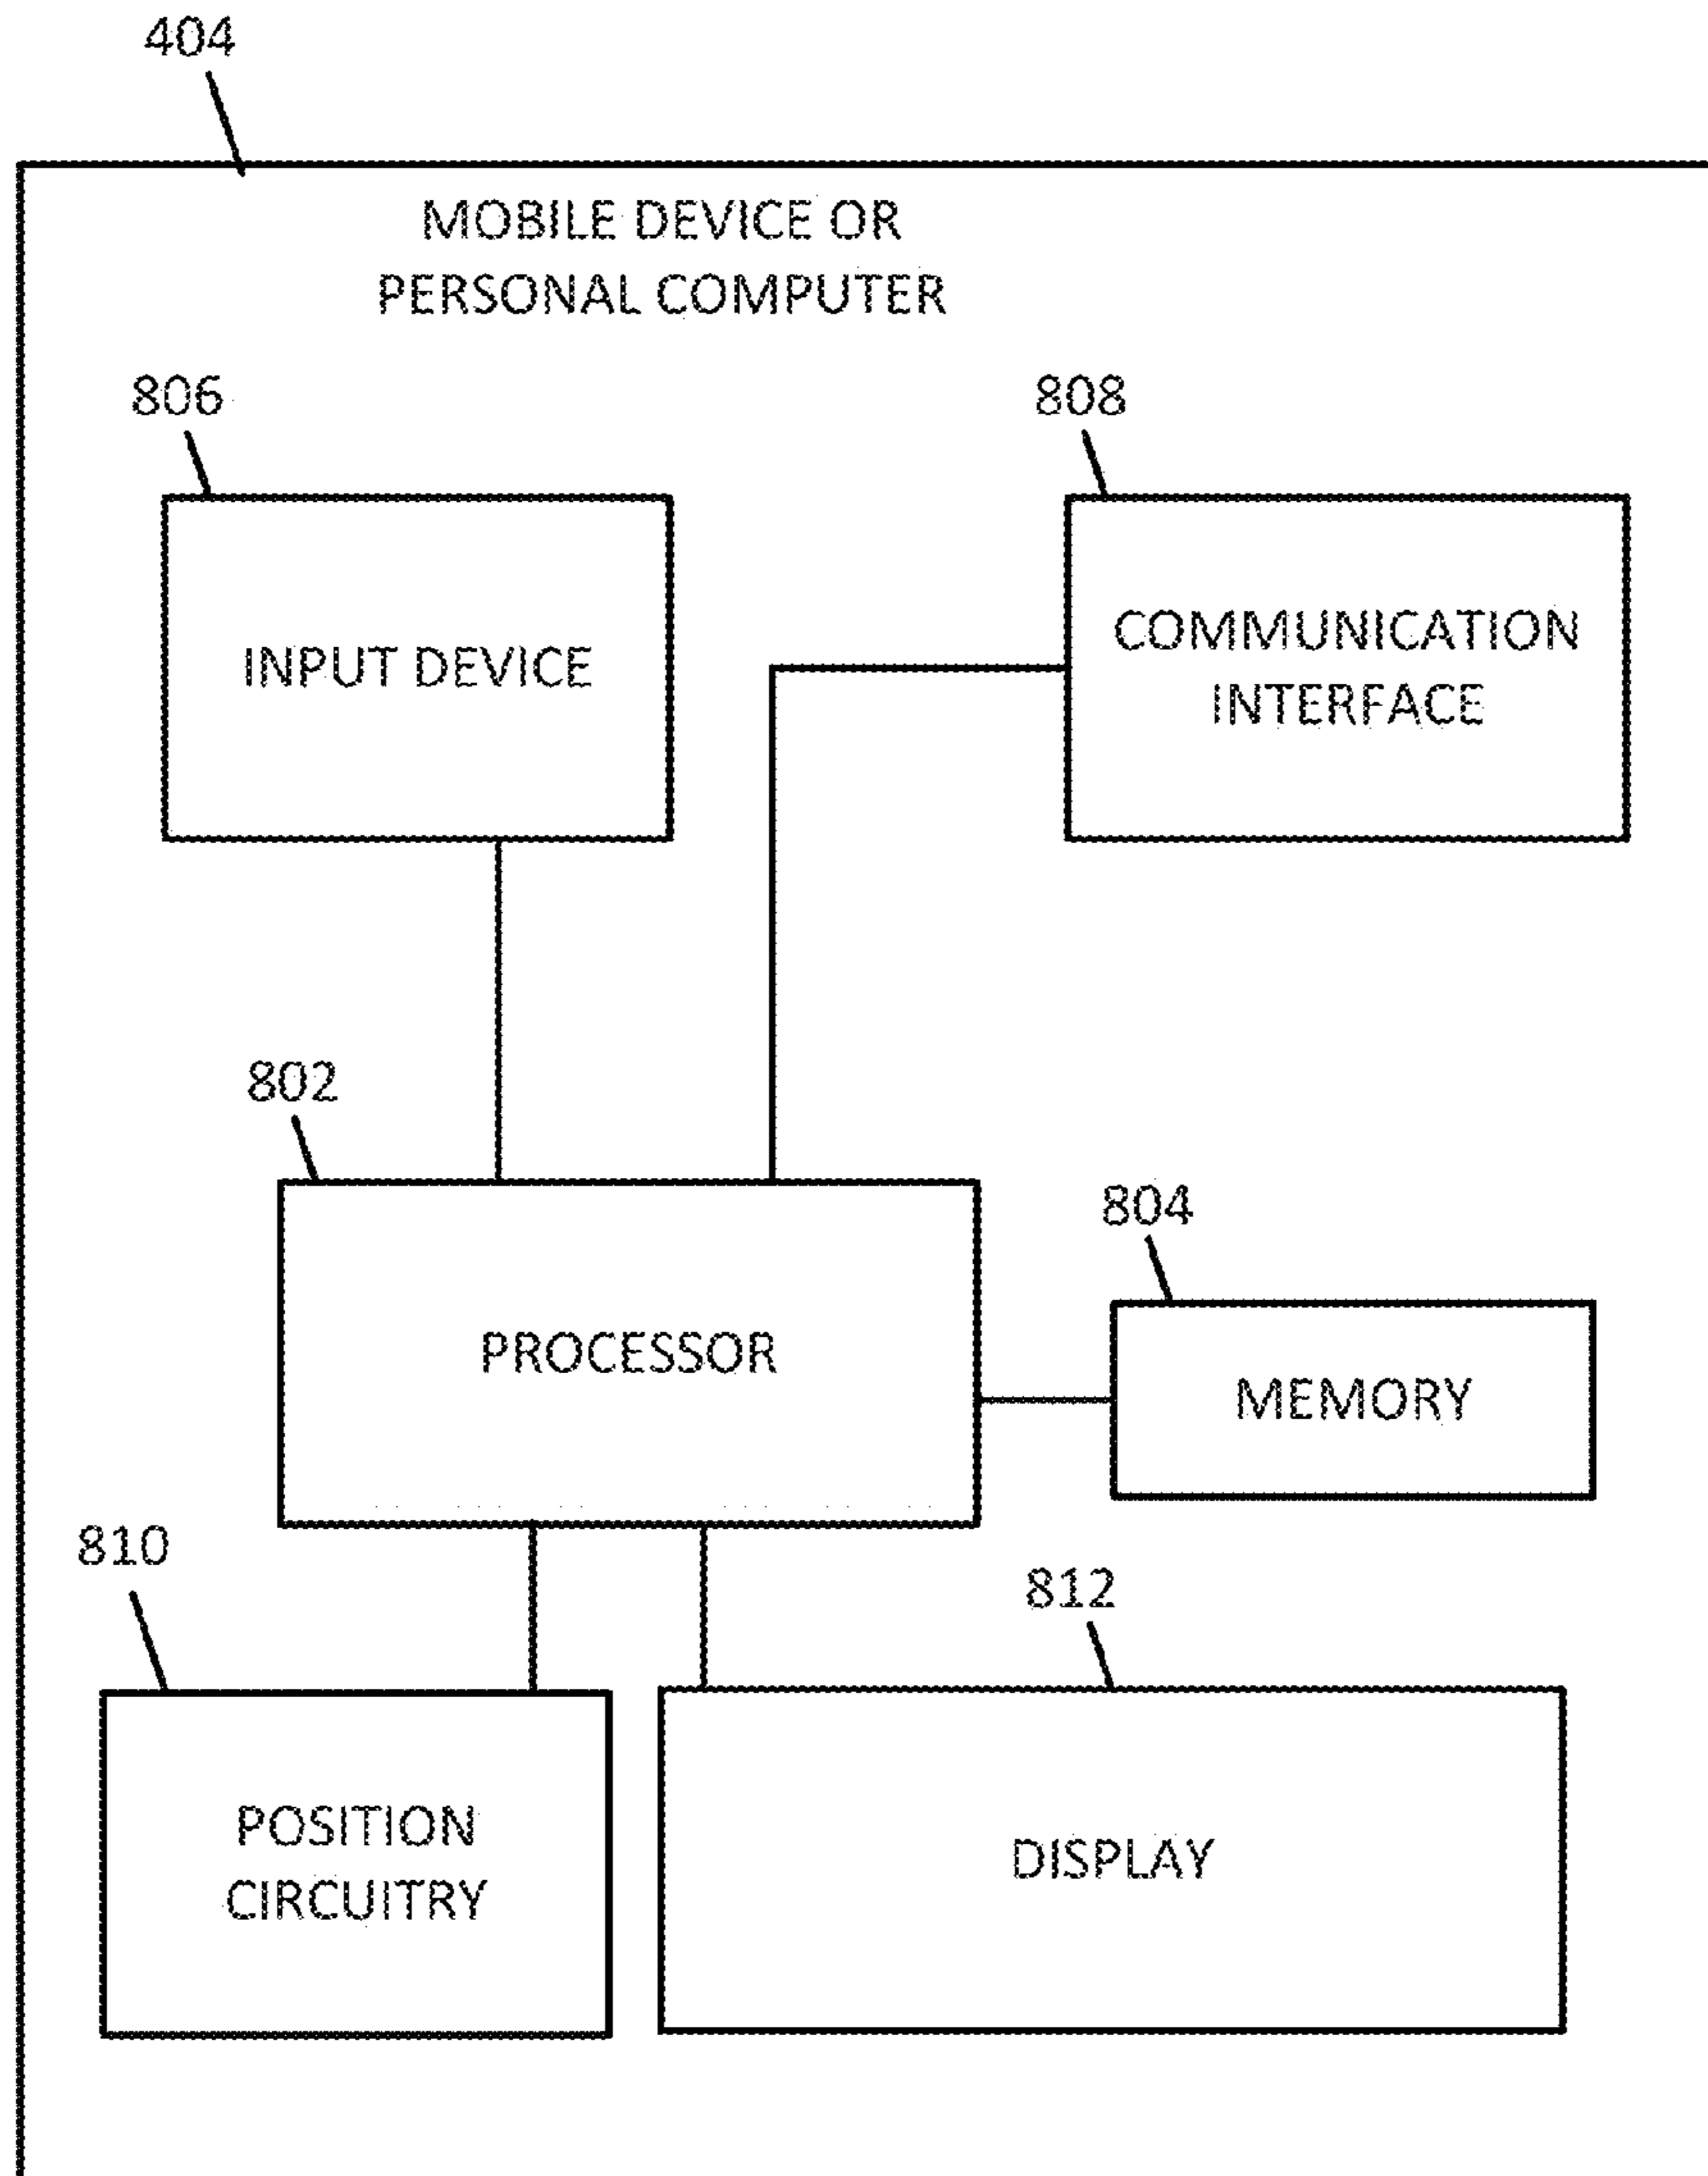 404
MOBILE DEVICE OR
PERSONAL COMPUTER
806
808
INPUT DEVICE
COMMUNICATION
INTERFACE
802
804
PROCESSOR
MEMORY
810
812
POSITION
CIRCUITRY
DISPLAY